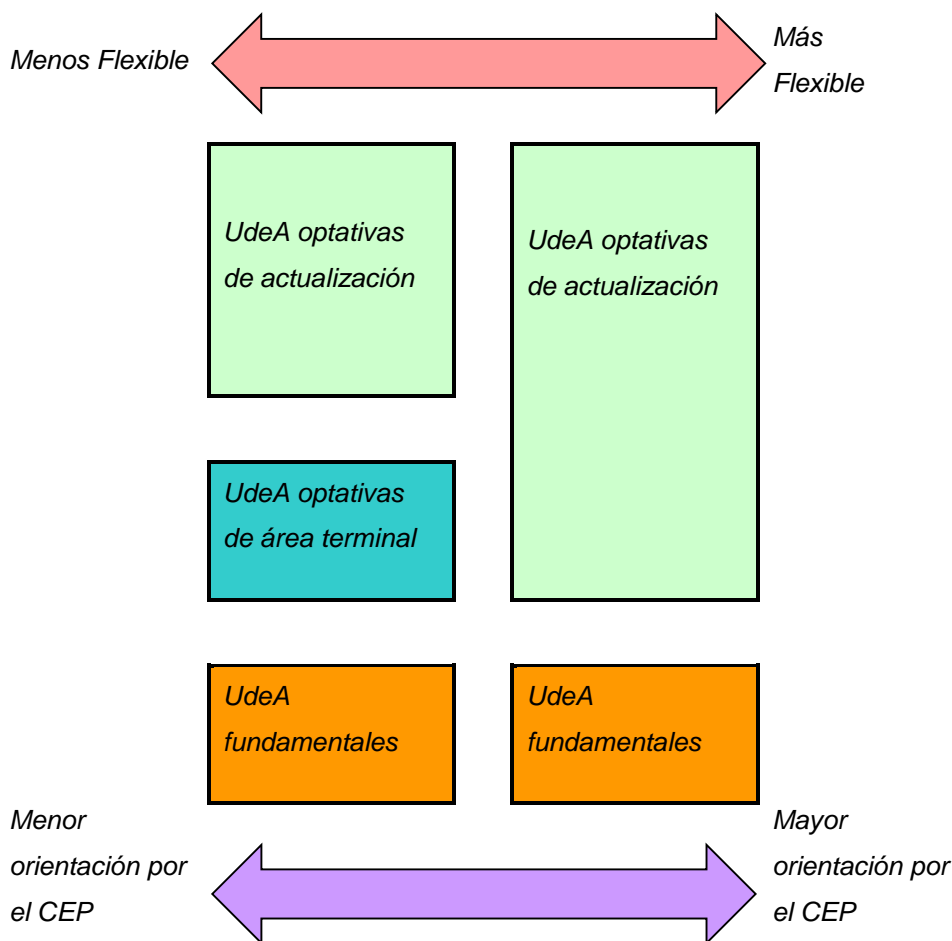 Menos Flexible
Más
Flexible
UdeA optativas
de actualización
UdeA optativas
de actualización
UdeA optativas
de área terminal
UdeA
fundamentales
UdeA
fundamentales
Menor
orientación por
el CEP
Mayor
orientación por
el CEP